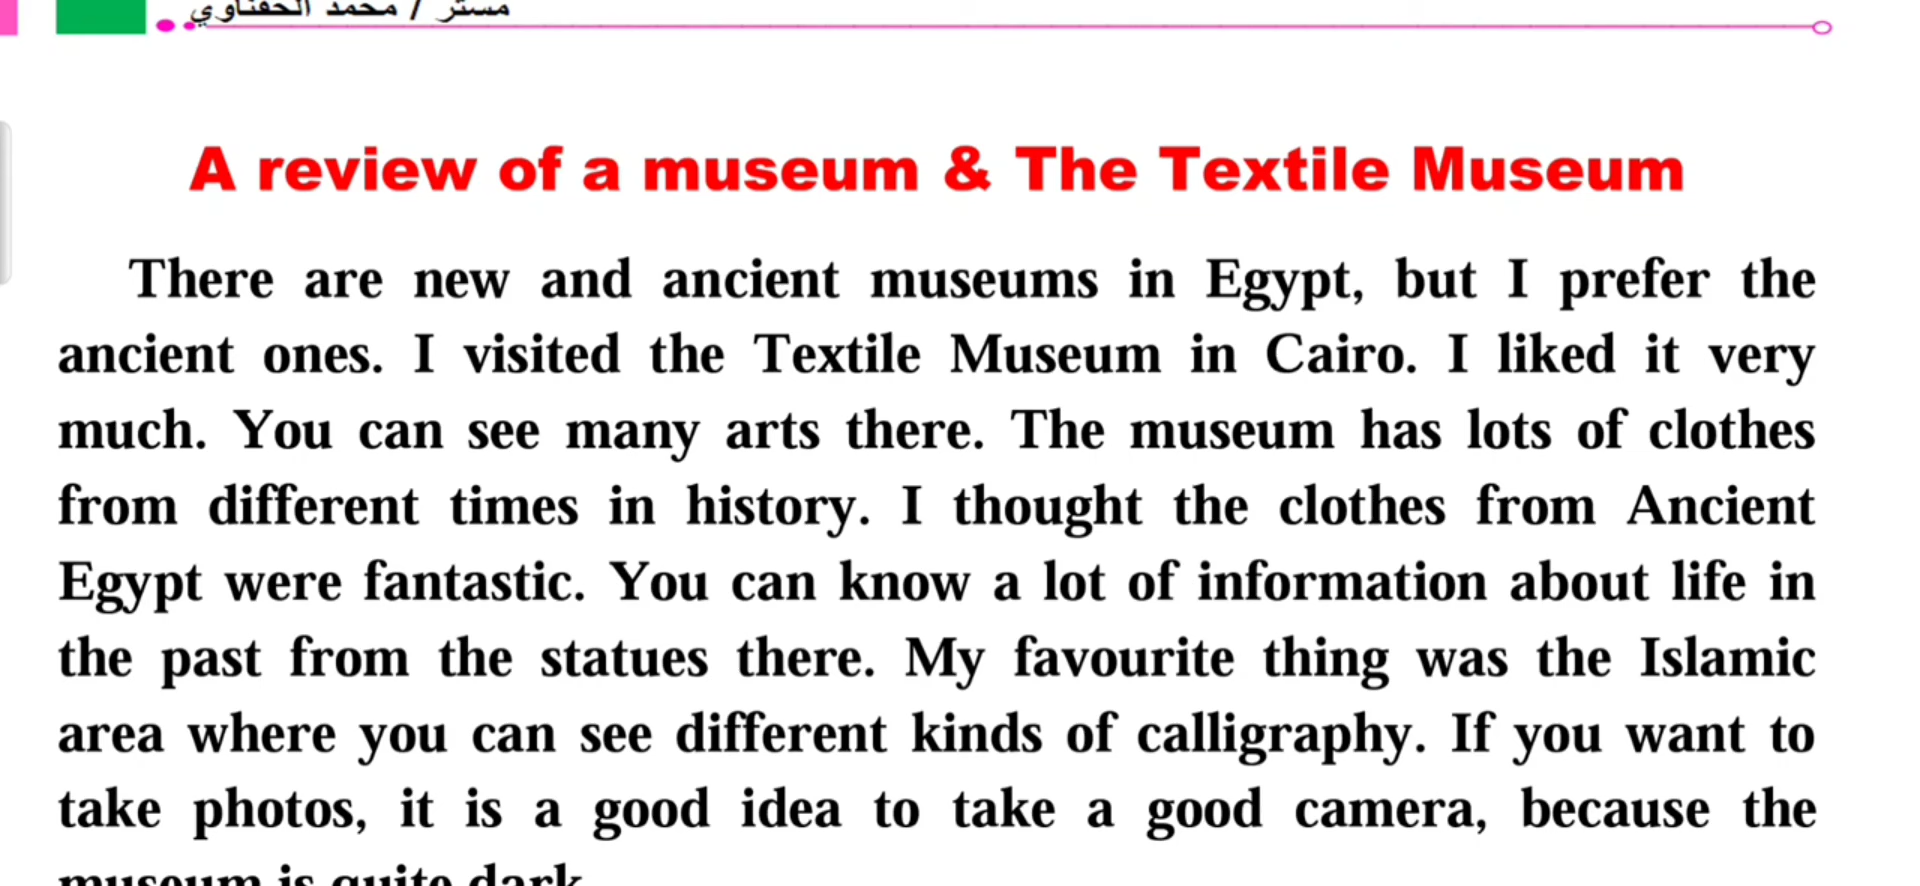 مستر / محمد الحفناوي
A review of a museum & The Textile Museum
There are new and ancient museums in Egypt, but I prefer the
ancient ones. I visited the Textile Museum in Cairo. I liked it very
much. You can see many arts there. The museum has lots of clothes
from different times in history. I thought the clothes from Ancient
Egypt were fantastic. You can know a lot of information about life in
the past from the statues there. My favourite thing was the Islamic
area where you can see different kinds of calligraphy. If you want to
take photos, it is a good idea to take a good camera, because the
museum is quite dark